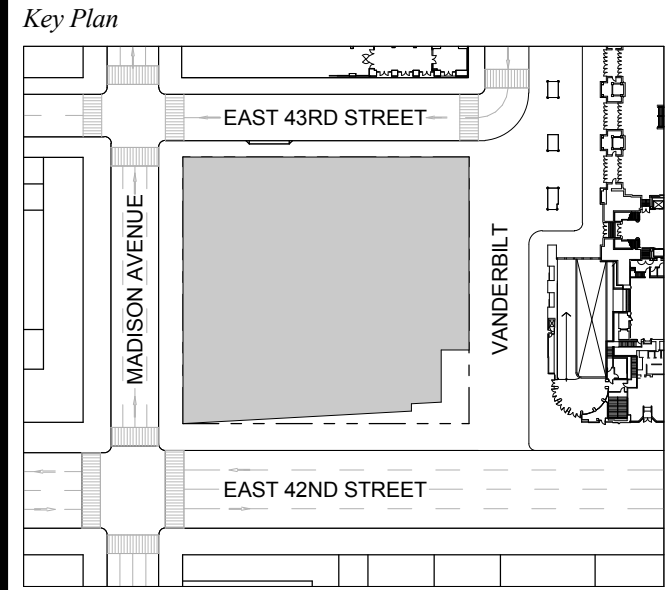 Key Plan
EAST 43RD STREET
MADISON AVENUE
VANDERBILT
EAST 42ND STREET